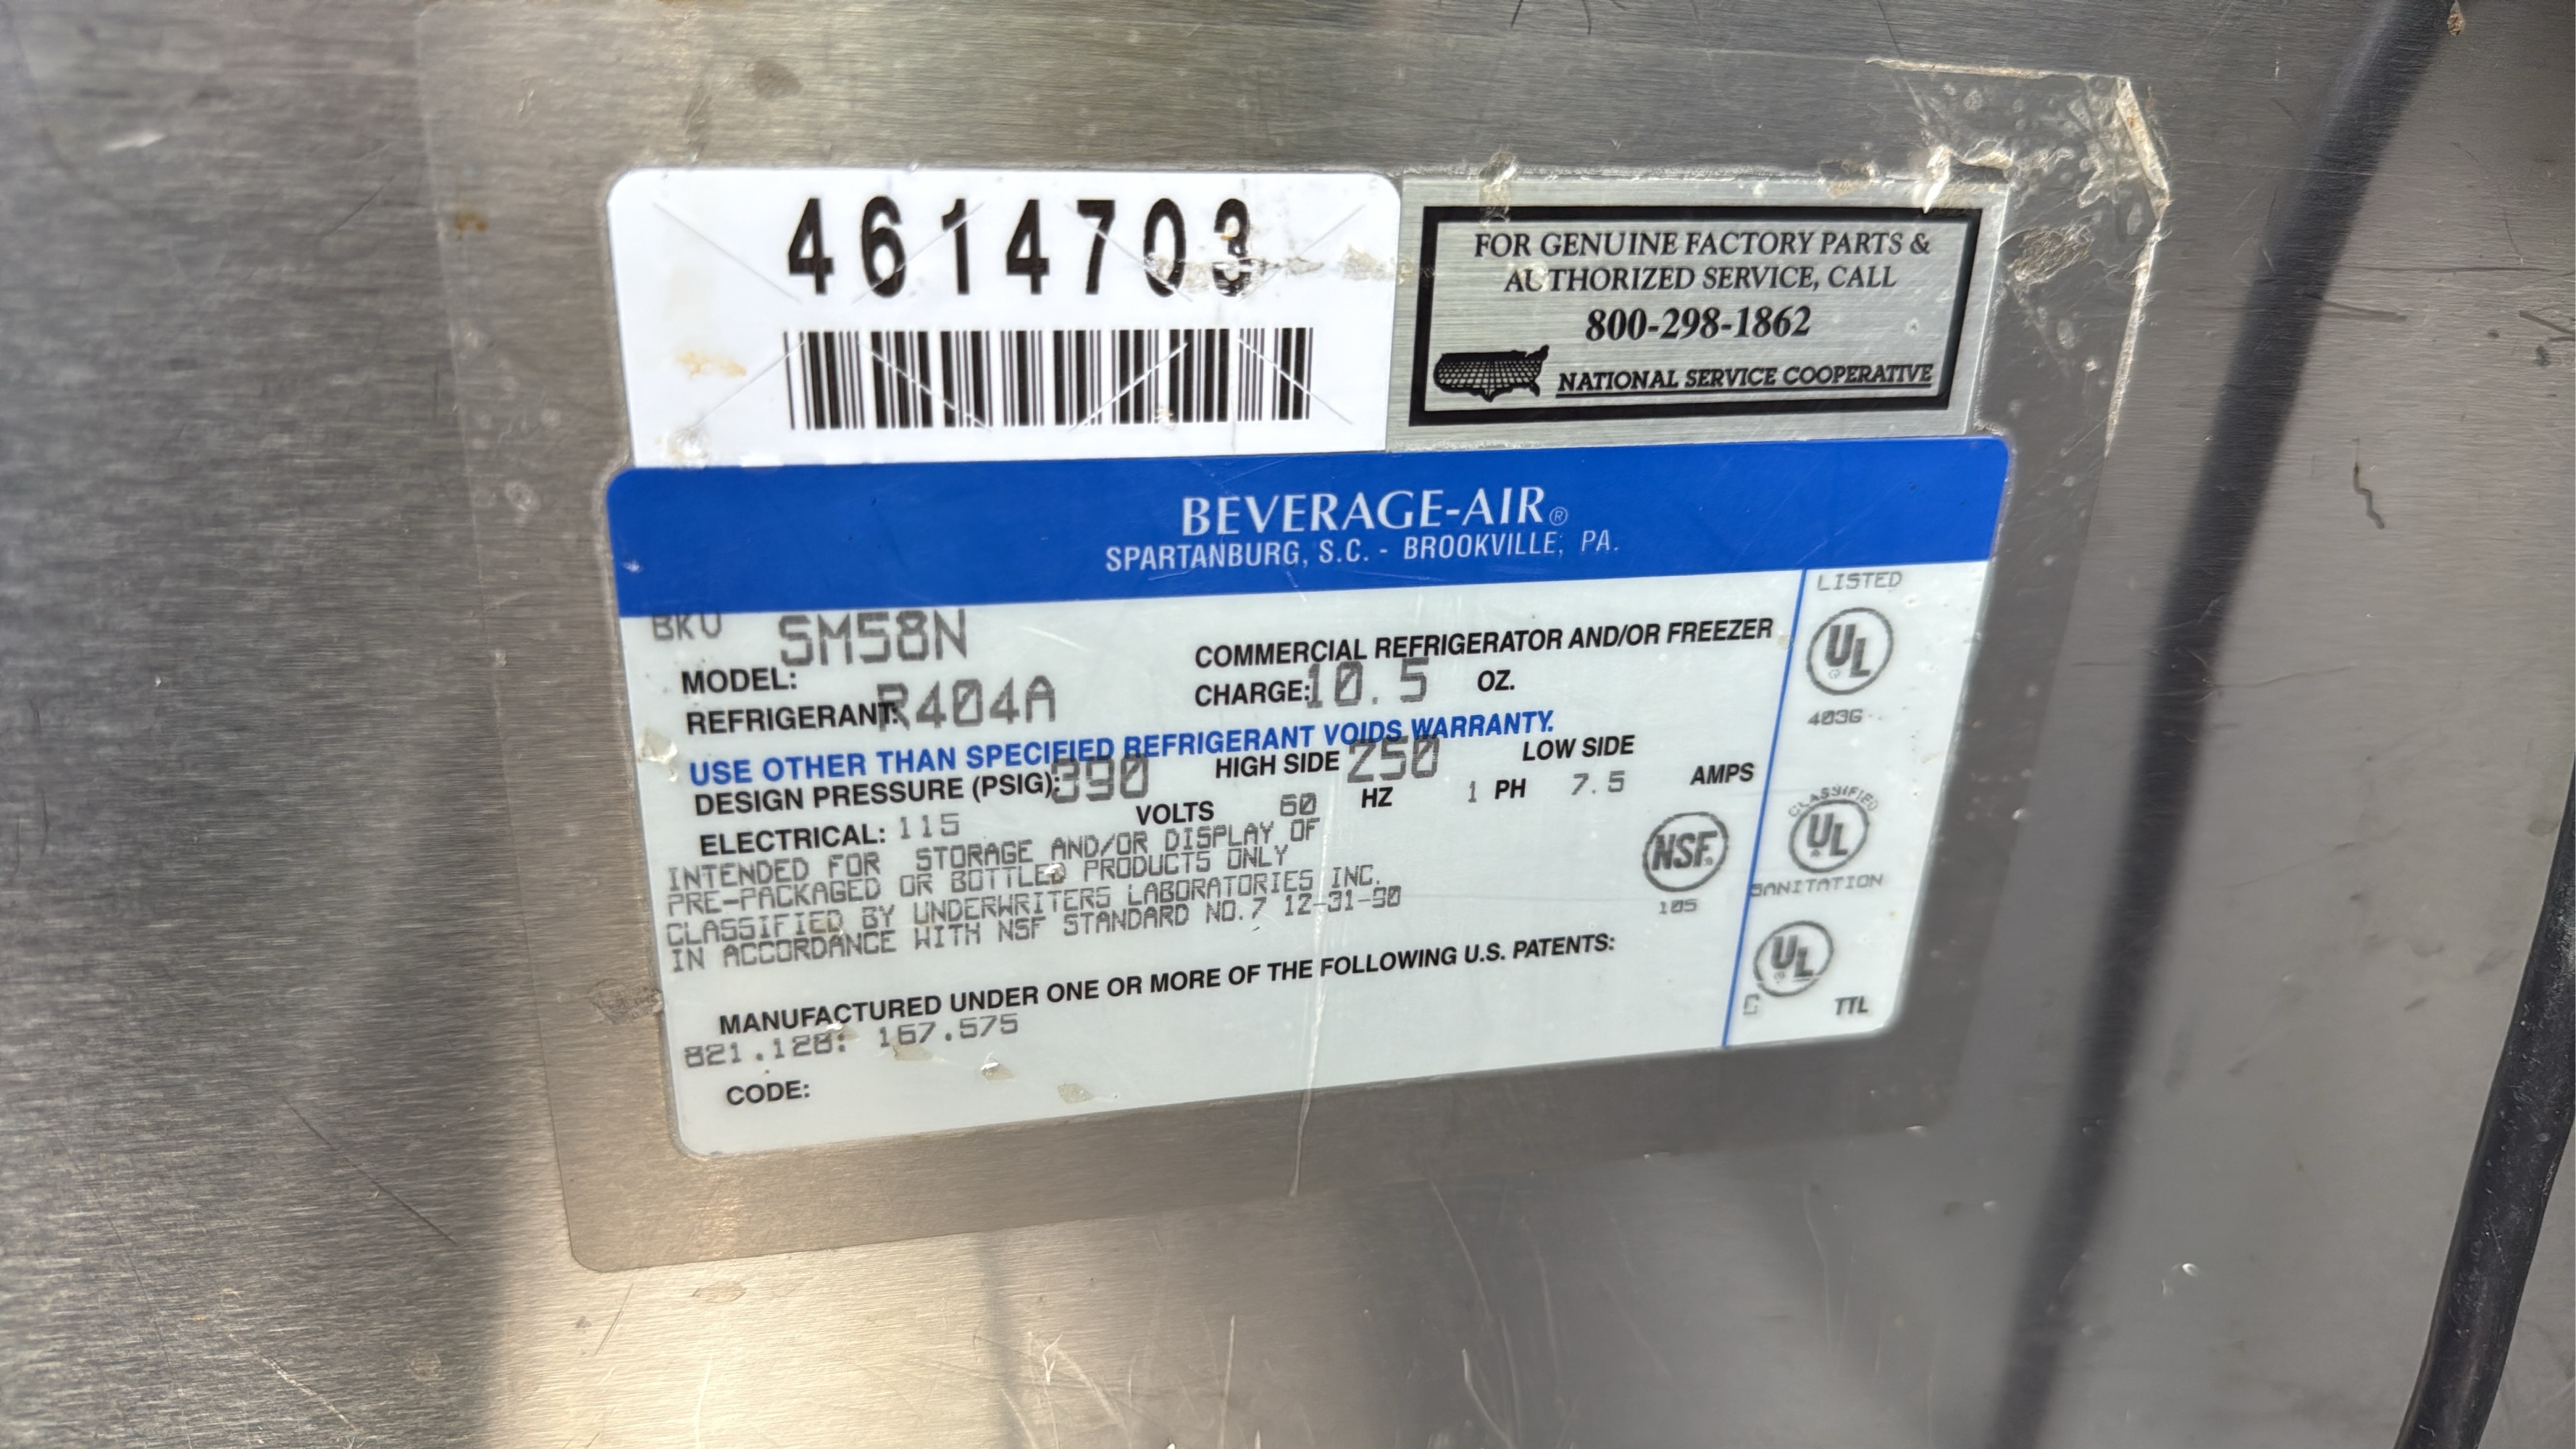 4614703
FOR GENUINE FACTORY PARTS &
AUTHORIZED SERVICE, CALL
800-298-1862
NATIONAL SERVICE COOPERATIVE
BEVERAGE-AIR®
SPARTANBURG, S.C. - BROOKVILLE, PA.
BKU SM58N
MODEL:
COMMERCIAL REFRIGERATOR AND/OR FREEZER
REFRIGERANT: R404A CHARGE: 10.5 OZ.
USE OTHER THAN SPECIFIED REFRIGERANT VOIDS WARRANTY.
DESIGN PRESSURE (PSIG): 390 HIGH SIDE 250 LOW SIDE
ELECTRICAL: 115 VOLTS 60 HZ 1 PH 7.5 AMPS
INTENDED FOR STORAGE AND/OR DISPLAY OF
PRE-PACKAGED OR BOTTLED PRODUCTS ONLY
CLASSIFIED BY UNDERWRITERS LABORATORIES INC.
IN ACCORDANCE WITH NSF STANDARD NO.7 12-31-90
MANUFACTURED UNDER ONE OR MORE OF THE FOLLOWING U.S. PATENTS:
821.128: 167.575
CODE:
LISTED
UL
403G
NSF.
105
CLASSIFIED
UL
SANITATION
UL
C TTL